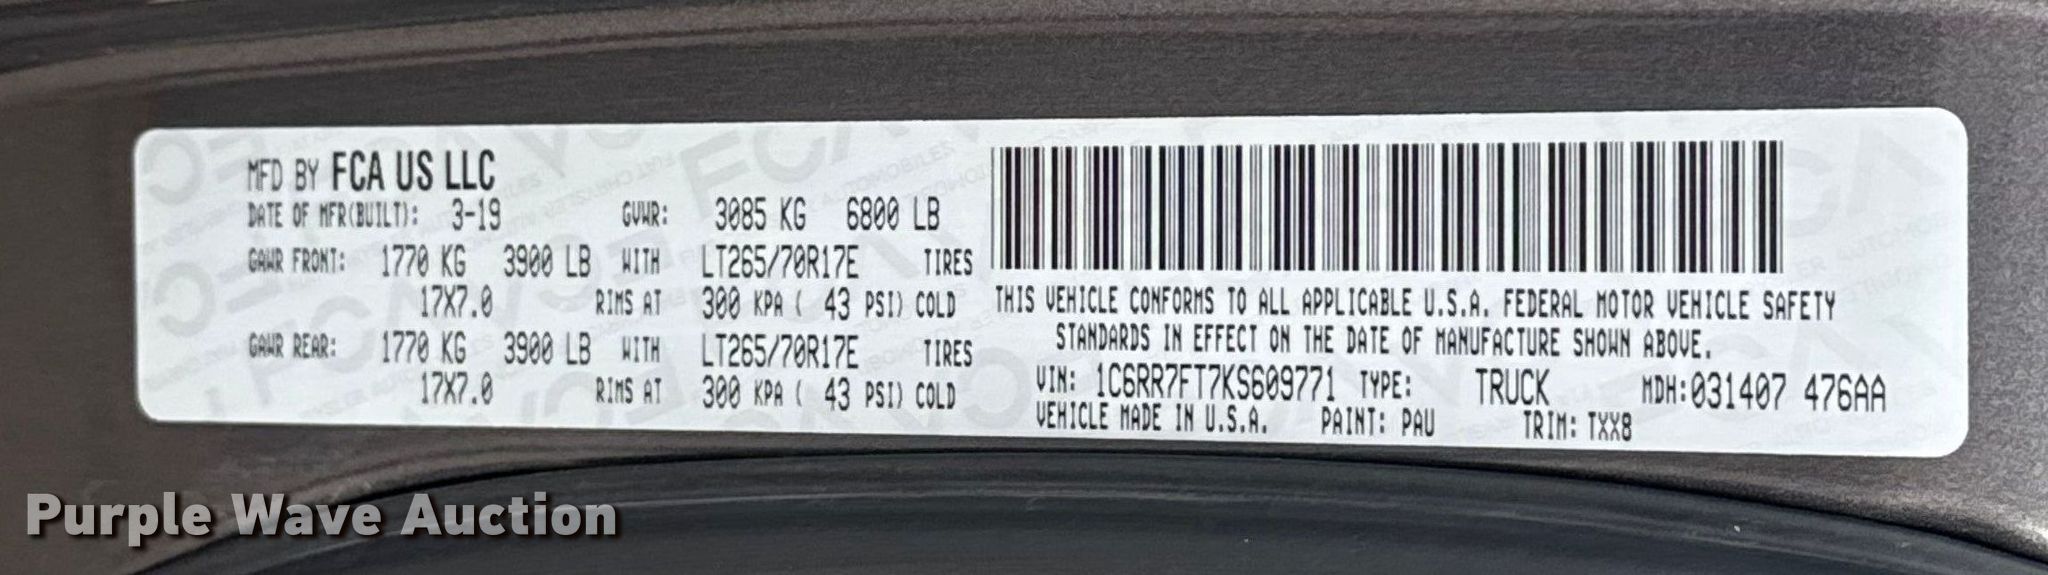 MFD BY FCA US LLC
DATE OF MFR(BUILT): 3-19 GVWR: 3085 KG 6800 LB
GAWR FRONT: 1770 KG 3900 LB WITH LT265/70R17E TIRES
17X7.0 RIMS AT 300 KPA ( 43 PSI) COLD
GAWR REAR: 1770 KG 3900 LB WITH LT265/70R17E TIRES
17X7.0 RIMS AT 300 KPA ( 43 PSI) COLD
THIS VEHICLE CONFORMS TO ALL APPLICABLE U.S.A. FEDERAL MOTOR VEHICLE SAFETY
STANDARDS IN EFFECT ON THE DATE OF MANUFACTURE SHOWN ABOVE.
VIN: 1C6RR7FT7KS609771 TYPE: TRUCK MDH:031407 476AA
VEHICLE MADE IN U.S.A. PAINT: PAU TRIM: TXX8
Purple Wave Auction